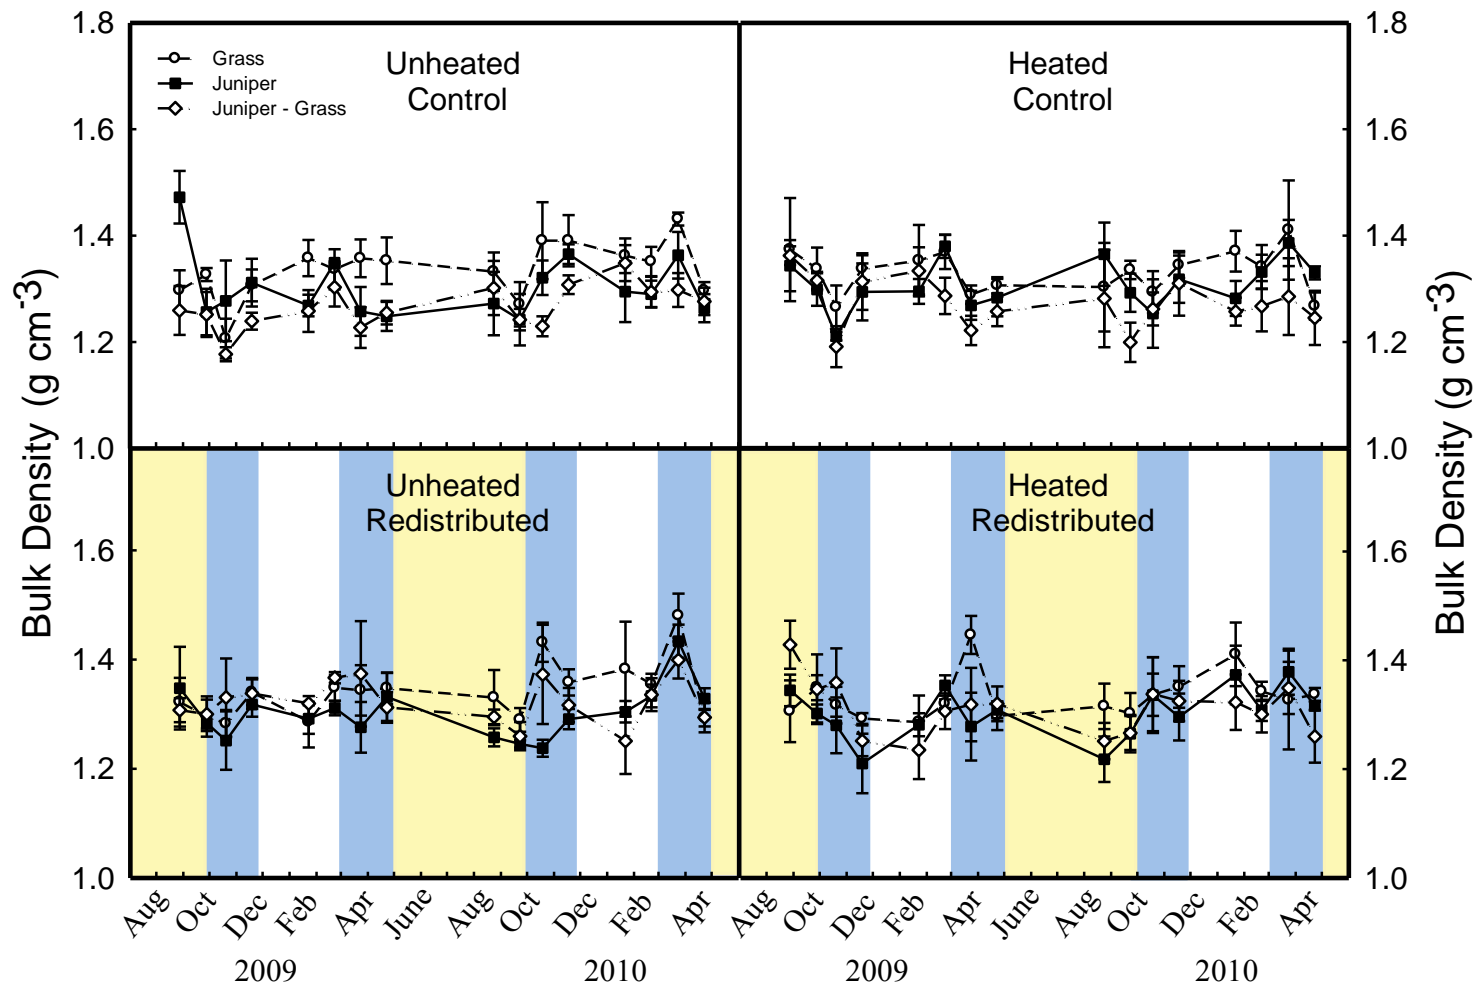 1.8
1.8
Grass
Juniper
Juniper - Grass
Unheated
Control
Heated
Control
1.6
1.6
1.4
1.4
1.2
1.2
1.0
1.0
Bulk Density (g cm-3)
Bulk Density (g cm-3)
Unheated
Redistributed
Heated
Redistributed
1.6
1.6
1.4
1.4
1.2
1.2
1.0
1.0
Aug Oct Dec Feb Apr June Aug Oct Dec Feb Apr
Aug Oct Dec Feb Apr June Aug Oct Dec Feb Apr
2009 2010 2009 2010